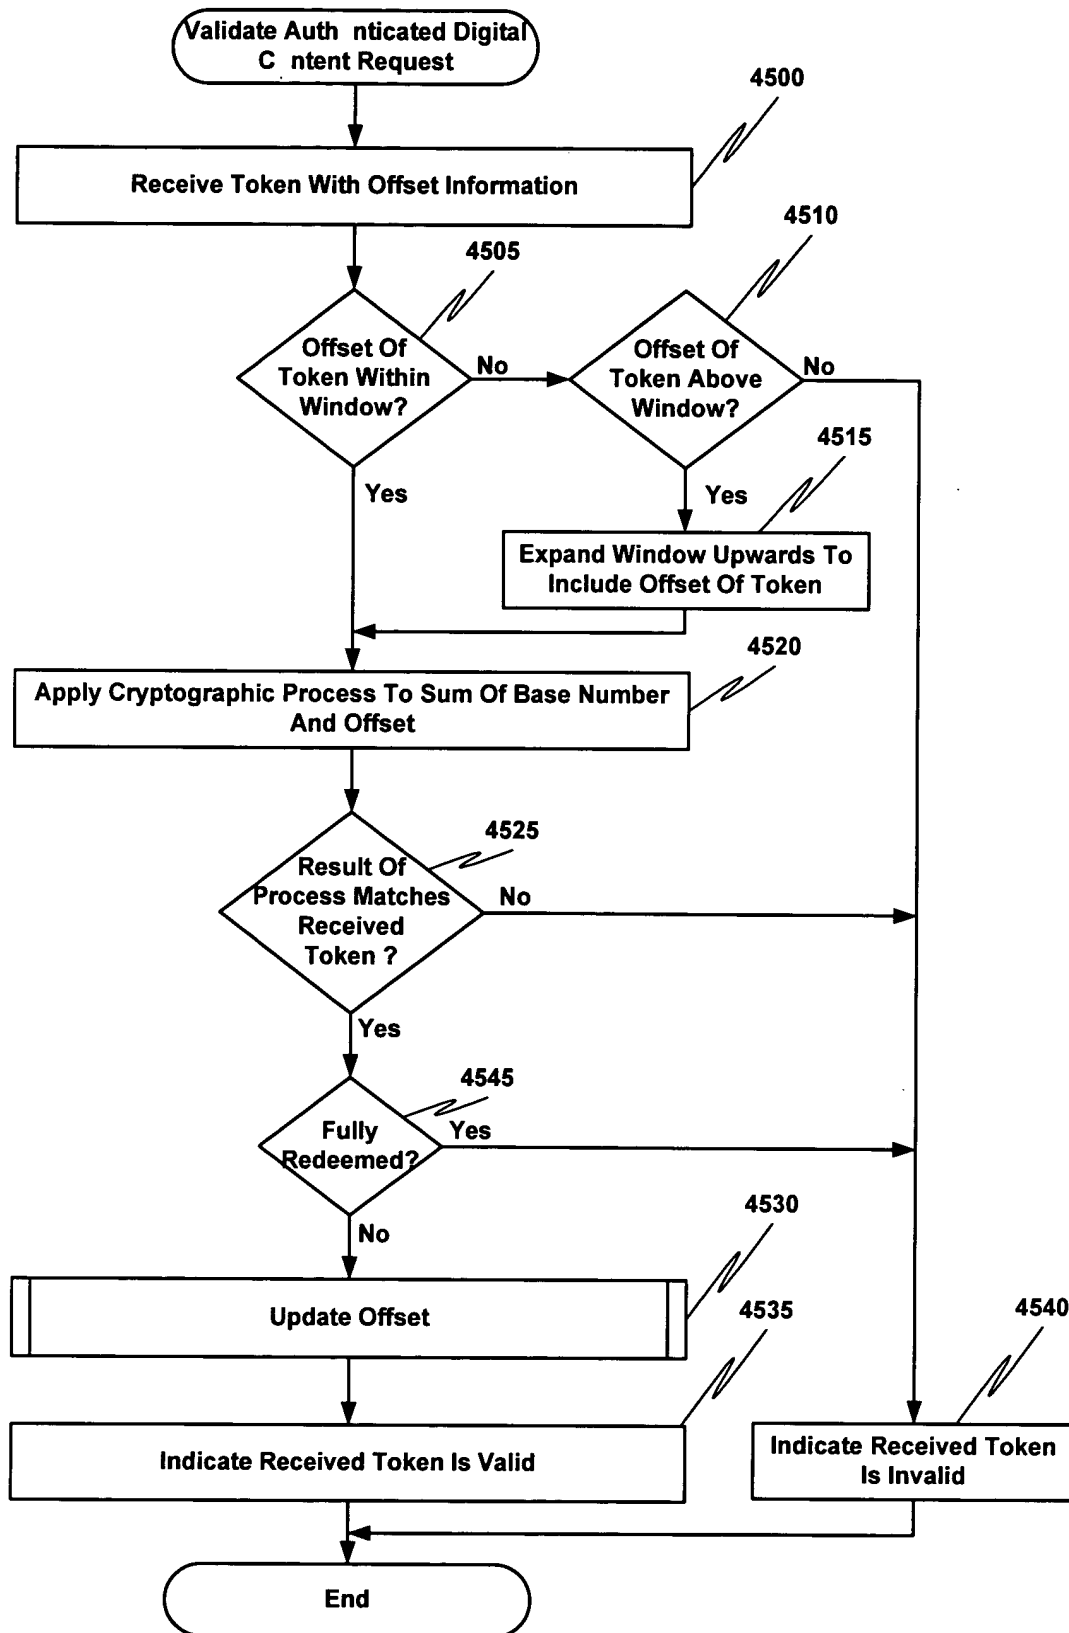 Validate Auth nticated Digital
C ntent Request
4500
Receive Token With Offset Information
4510
4505
Offset Of
Token Within
Window?
No
Offset Of
Token Above
Window?
No
4515
Yes
Yes
Expand Window Upwards To
Include Offset Of Token
4520
Apply Cryptographic Process To Sum Of Base Number
And Offset
4525
Result Of
Process Matches
Received
Token ?
No
Yes
4545
Fully
Redeemed?
Yes
No
4530
Update Offset
4535
4540
Indicate Received Token Is Valid
Indicate Received Token
Is Invalid
End